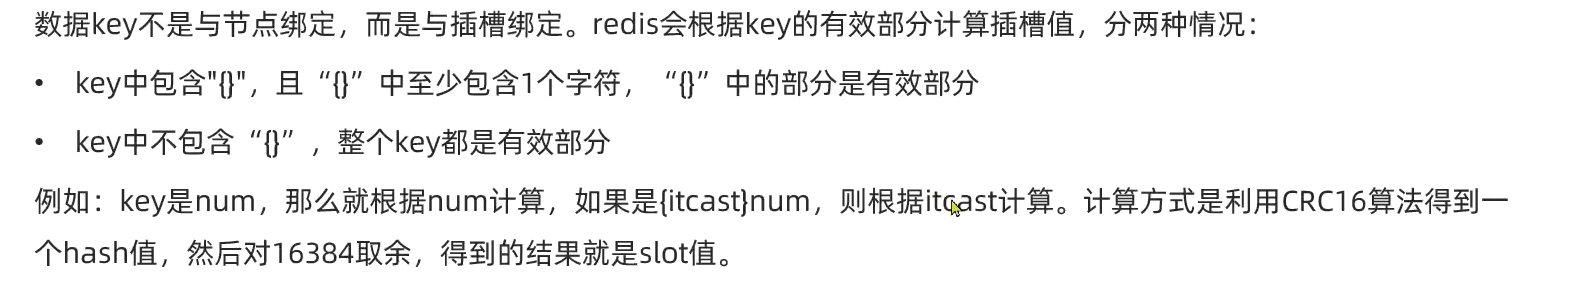 数据key不是与节点绑定，而是与插槽绑定。redis会根据key的有效部分计算插槽值，分两种情况：
• key中包含"{}"，且“{}”中至少包含1个字符，“{}”中的部分是有效部分
• key中不包含“{}”，整个key都是有效部分
例如：key是num，那么就根据num计算，如果是{itcast}num，则根据itcast计算。计算方式是利用CRC16算法得到一
个hash值，然后对16384取余，得到的结果就是slot值。